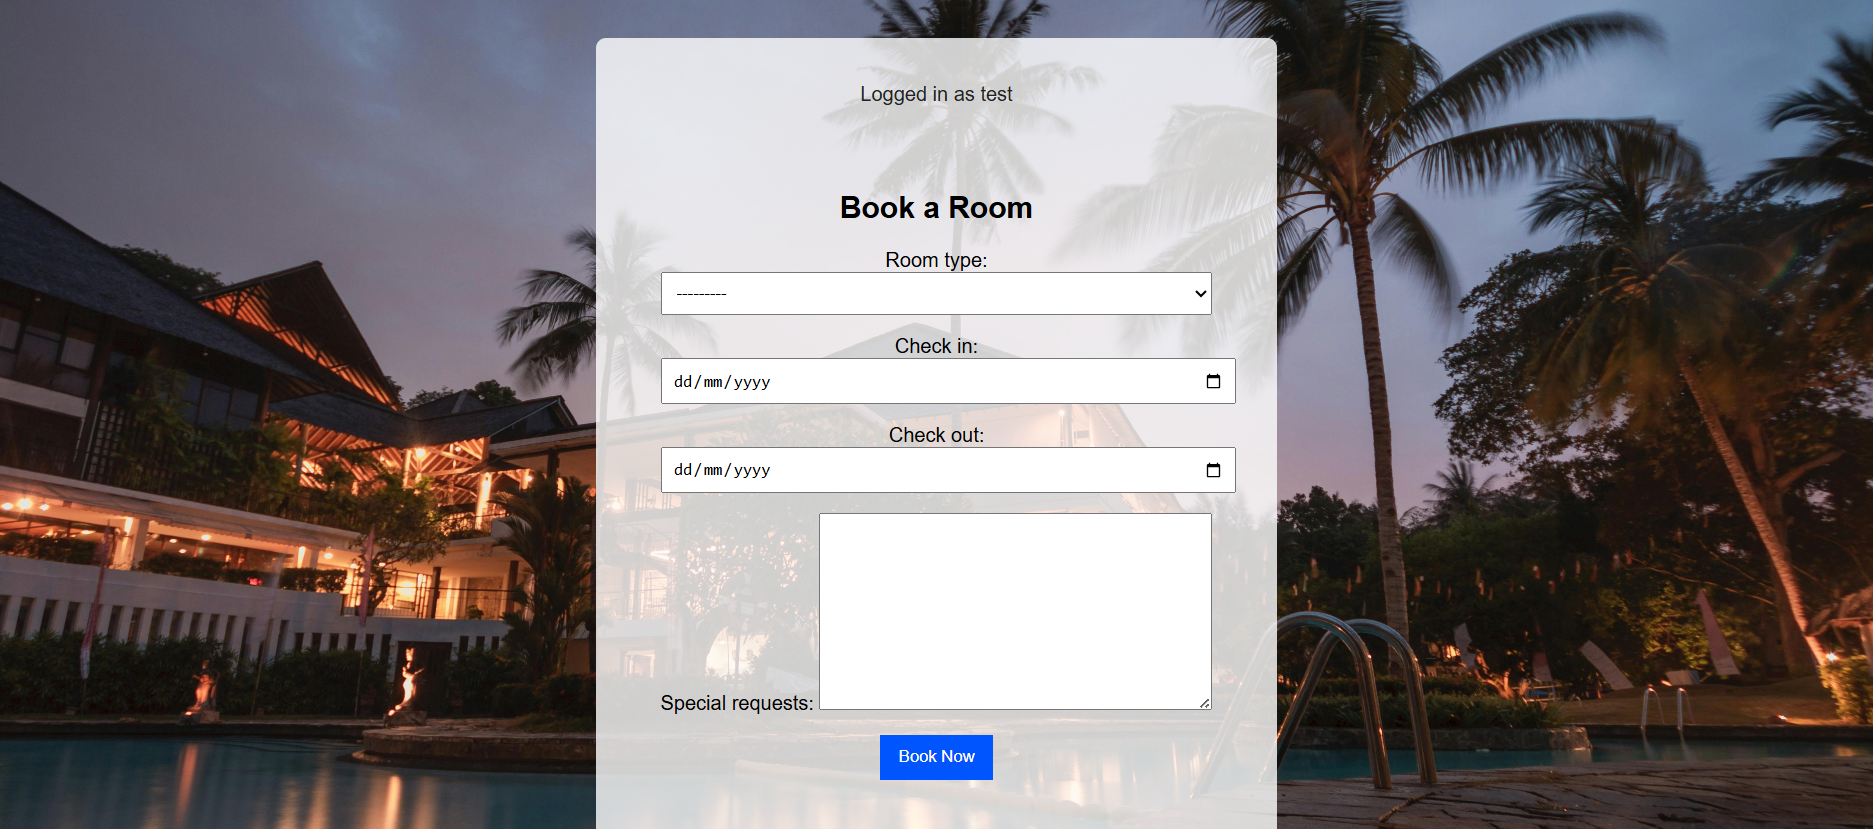 Logged in as test
Book a Room
Room type:
---------
Check in:
dd/mm/yyyy
Check out:
dd/mm/yyyy
Special requests:
Book Now